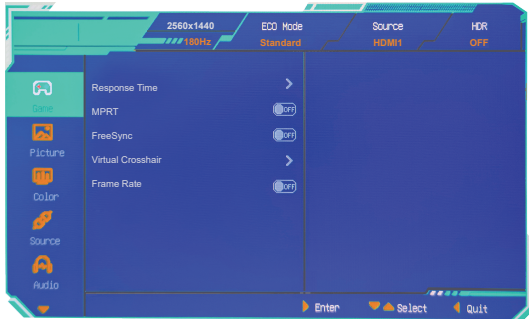 2560x1440 ECO Mode Source HDR
180Hz Standard HDMI1 OFF
Game
Picture
Color
Source
Audio
Response Time
MPRT OFF
FreeSync OFF
Virtual Crosshair
Frame Rate OFF
Enter Select Quit